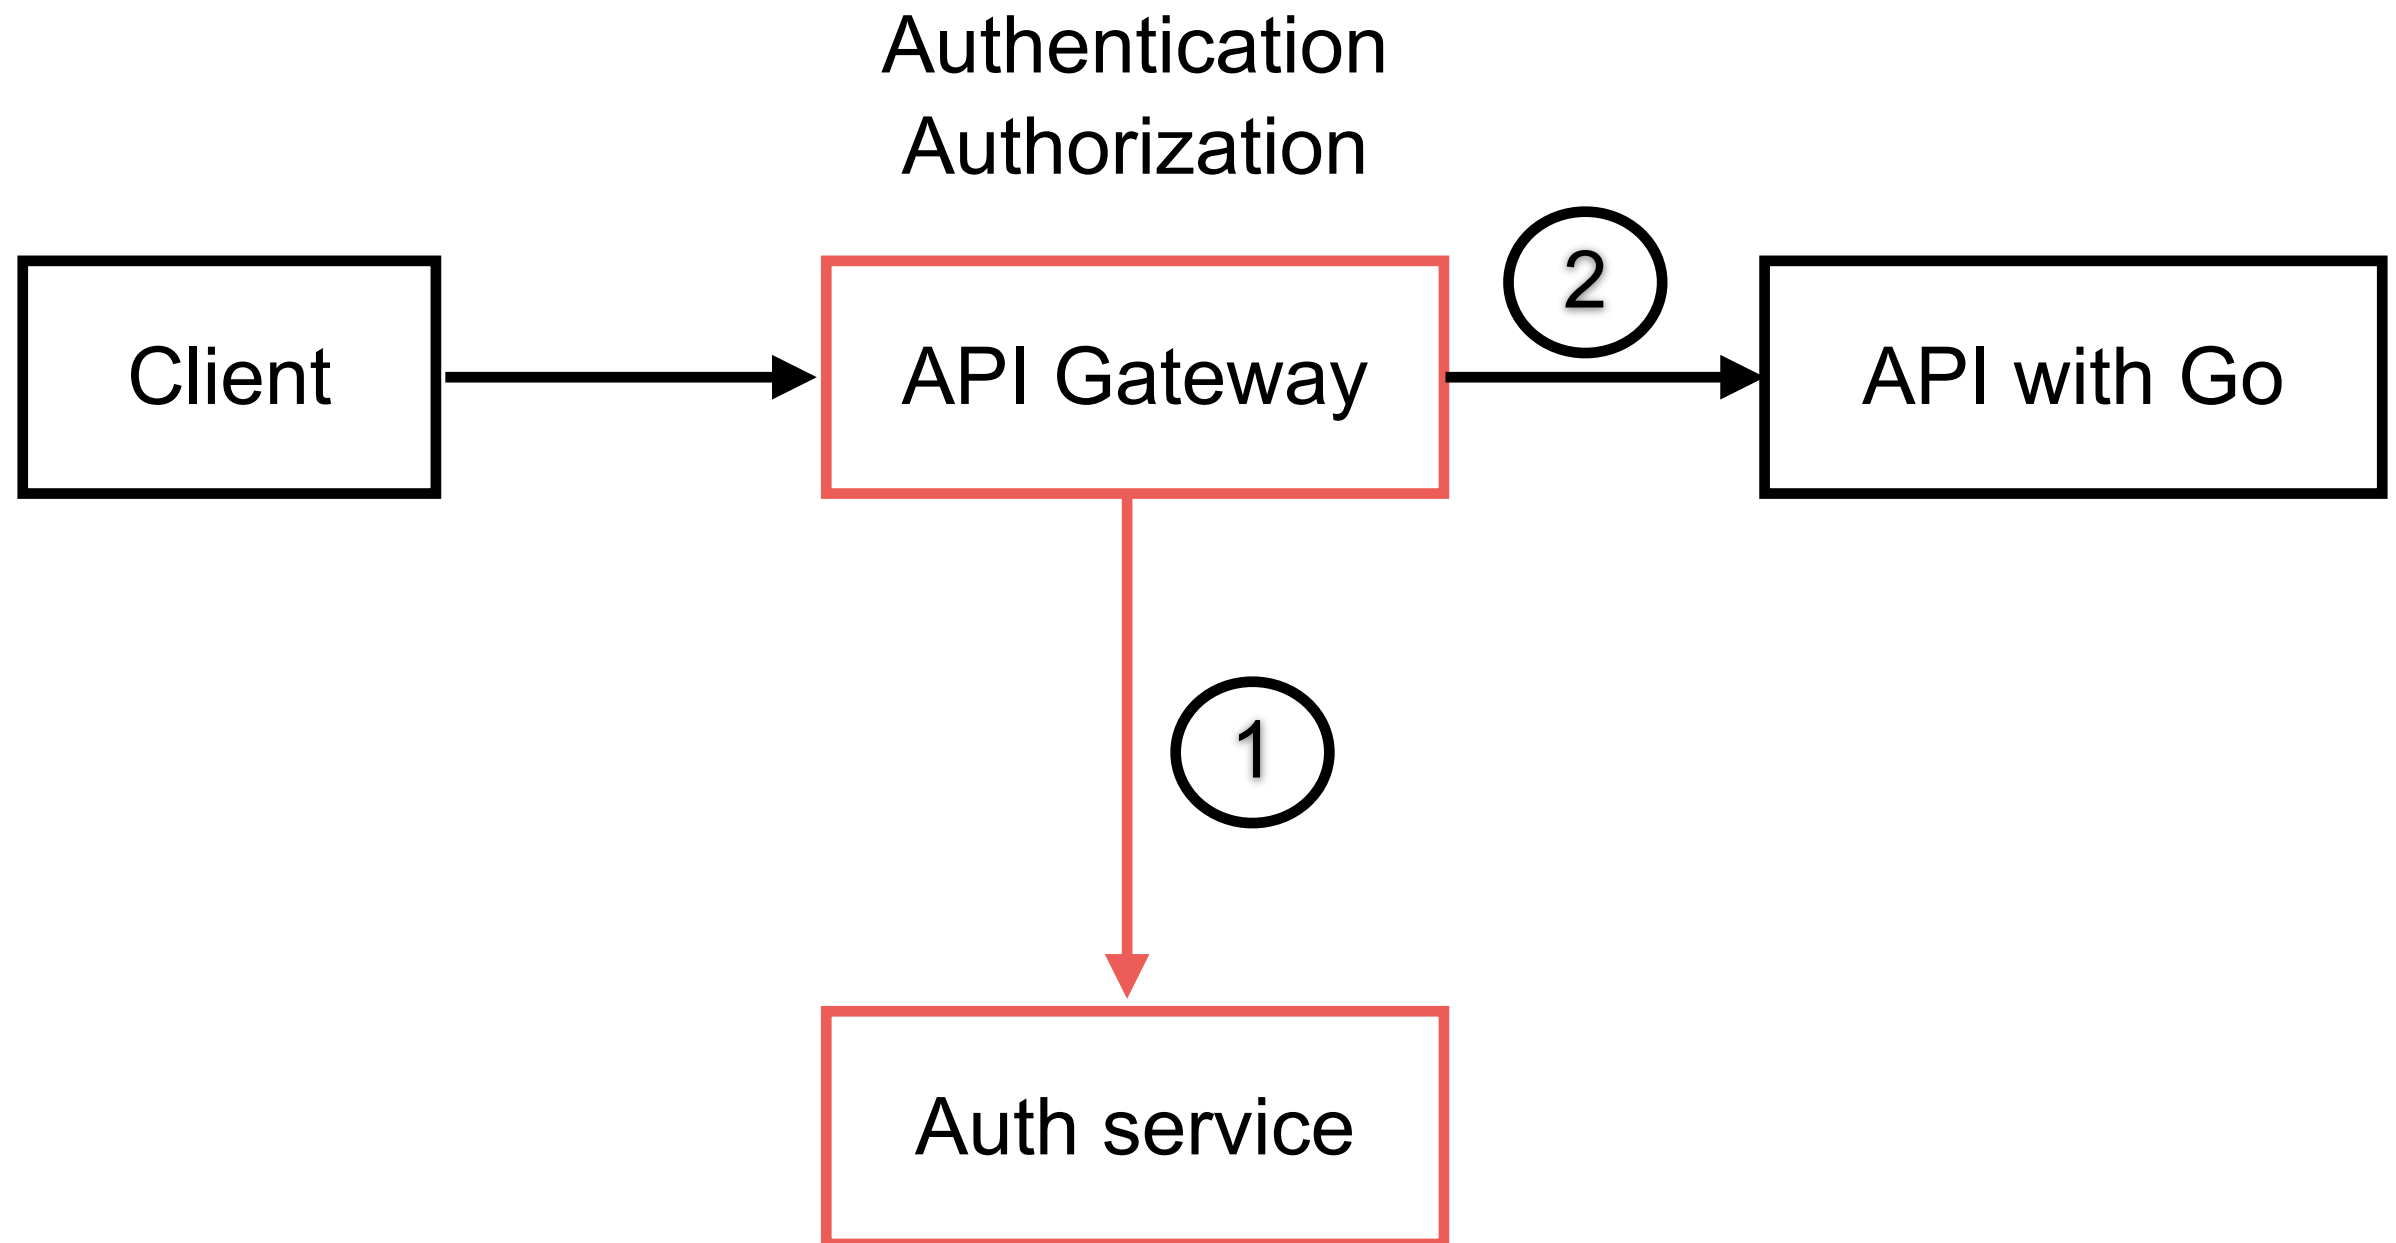 Authentication
Authorization
2
Client
API Gateway
API with Go
1
Auth service